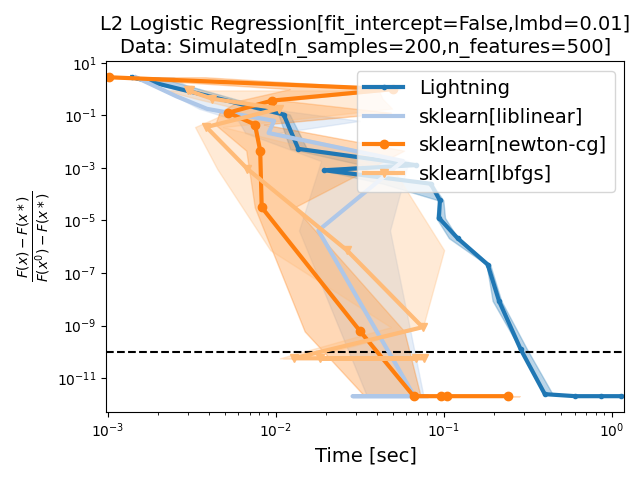 L2 Logistic Regression[fit_intercept=False,lmbd=0.01]
Data: Simulated[n_samples=200,n_features=500]
Lightning
sklearn[liblinear]
sklearn[newton-cg]
sklearn[lbfgs]
10¹
10⁻¹
10⁻³
10⁻⁵
10⁻⁷
10⁻⁹
10⁻¹¹
F(x) − F(x*)
F(x⁰) − F(x*)
10⁻³
10⁻²
10⁻¹
10⁰
Time [sec]